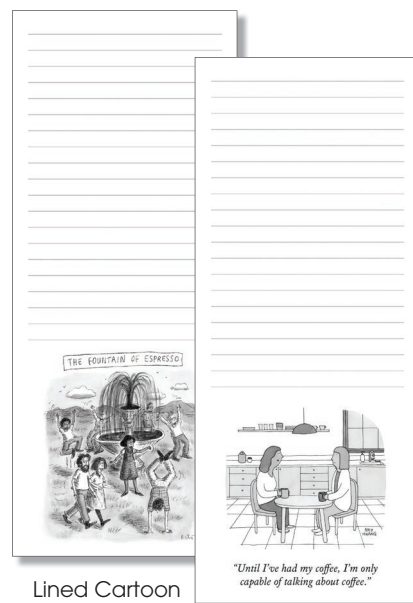 THE FOUNTAIN OF ESPRESSO
"Until I've had my coffee, I'm only
capable of talking about coffee."
Lined Cartoon